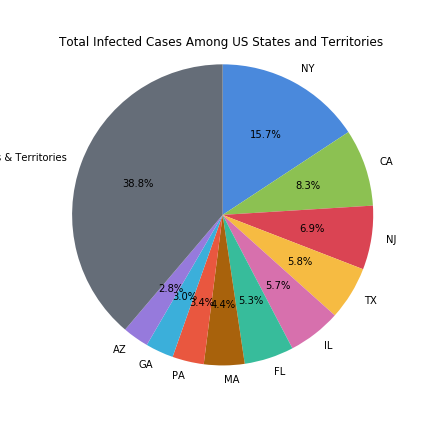 Total Infected Cases Among US States and Territories
NY
15.7%
CA
8.3%
NJ
6.9%
TX
5.8%
IL
5.7%
FL
5.3%
MA
4.4%
PA
3.4%
GA
3.0%
AZ
2.8%
& Territories
38.8%